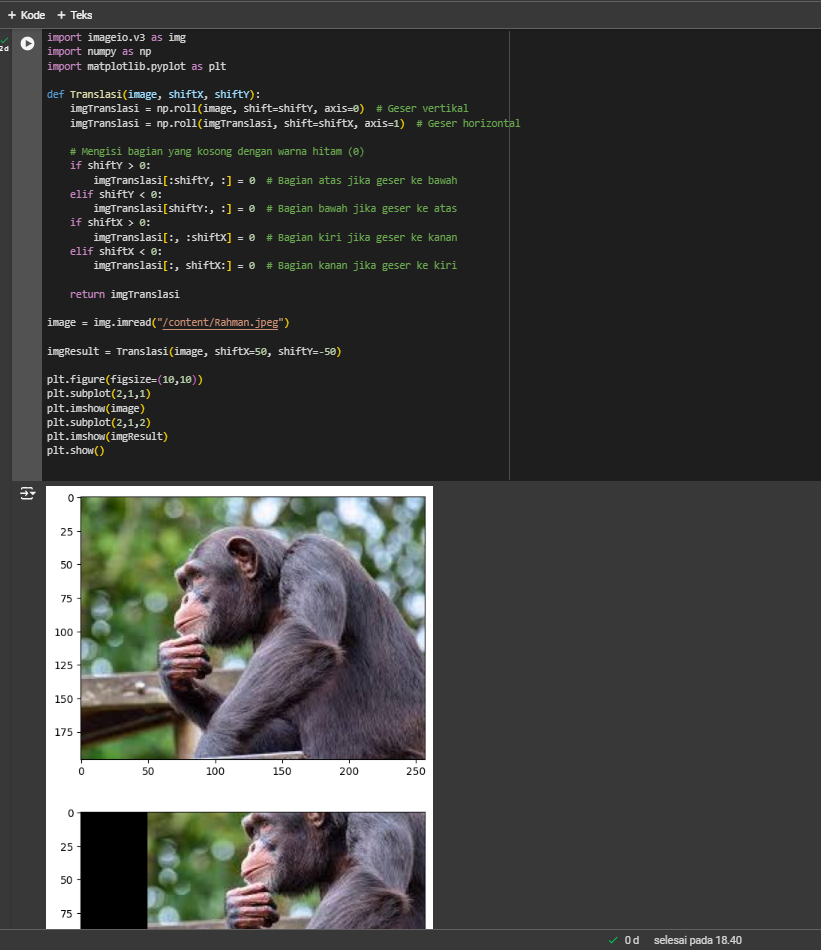 + Kode + Teks
2d
import imageio.v3 as img
import numpy as np
import matplotlib.pyplot as plt
def Translasi(image, shiftX, shiftY):
    imgTranslasi = np.roll(image, shift=shiftY, axis=0)  # Geser vertikal
    imgTranslasi = np.roll(imgTranslasi, shift=shiftX, axis=1)  # Geser horizontal
    # Mengisi bagian yang kosong dengan warna hitam (0)
    if shiftY > 0:
        imgTranslasi[:shiftY, :] = 0  # Bagian atas jika geser ke bawah
    elif shiftY < 0:
        imgTranslasi[shiftY:, :] = 0  # Bagian bawah jika geser ke atas
    if shiftX > 0:
        imgTranslasi[:, :shiftX] = 0  # Bagian kiri jika geser ke kanan
    elif shiftX < 0:
        imgTranslasi[:, shiftX:] = 0  # Bagian kanan jika geser ke kiri
    return imgTranslasi
image = img.imread("/content/Rahman.jpeg")
imgResult = Translasi(image, shiftX=50, shiftY=-50)
plt.figure(figsize=(10,10))
plt.subplot(2,1,1)
plt.imshow(image)
plt.subplot(2,1,2)
plt.imshow(imgResult)
plt.show()
0
25
50
75
100
125
150
175
0 50 100 150 200 250
0
25
50
75
0 d selesai pada 18.40